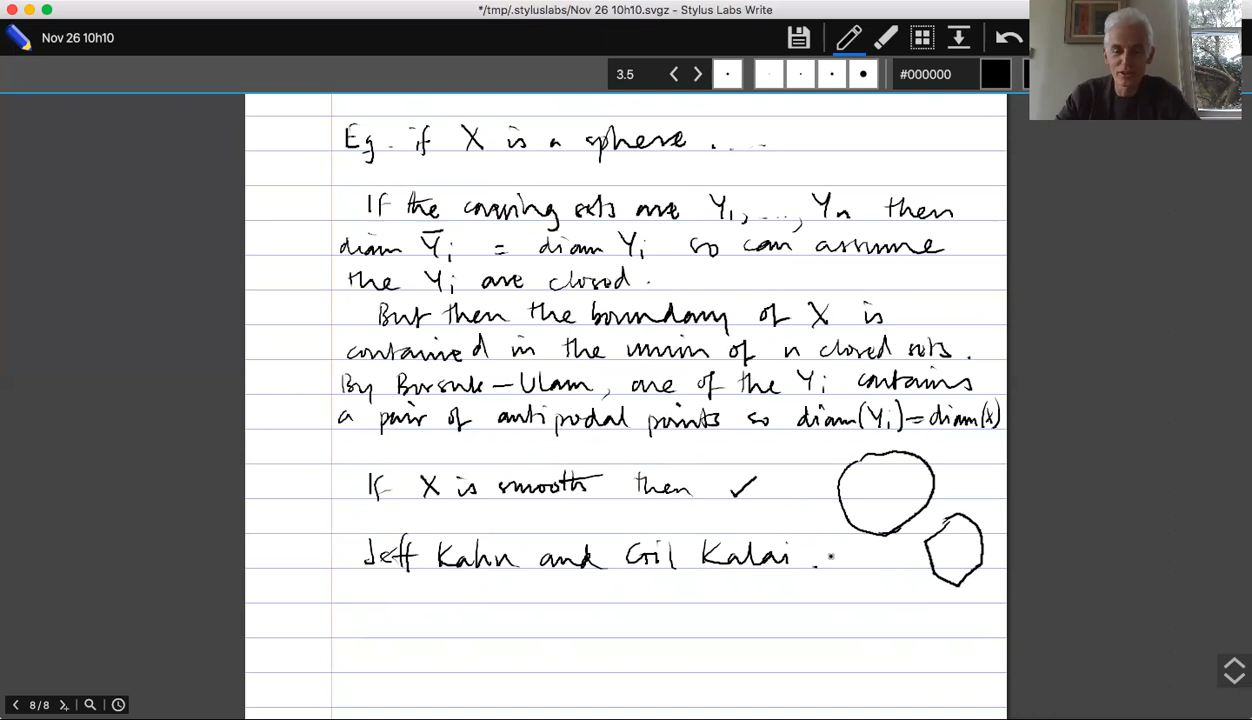 */tmp/.styluslabs/Nov 26 10h10.svgz - Stylus Labs Write
Nov 26 10h10
3.5
#000000
Eg. if X is a sphere .....
If the covering sets are Y₁, ..., Yₙ then
diam Ȳᵢ = diam Yᵢ so can assume
the Yᵢ are closed.
But then the boundary of X is
contained in the union of n closed sets.
By Borsuk-Ulam, one of the Yᵢ contains
a pair of antipodal points so diam(Yᵢ)=diam(X)
If X is smooth then ✓
Jeff Kahn and Gil Kalai .
8/8